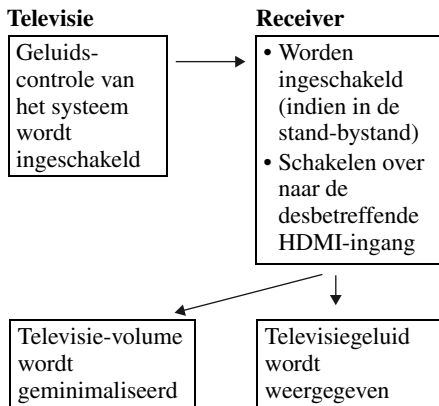 Televisie
Geluids-
controle van
het systeem
wordt
ingeschakeld
Receiver
• Worden
ingeschakeld
(indien in de
stand-bystand)
• Schakelen over
naar de
desbetreffende
HDMI-ingang
Televisie-volume
wordt
geminimaliseerd
Televisiegeluid
wordt
weergegeven